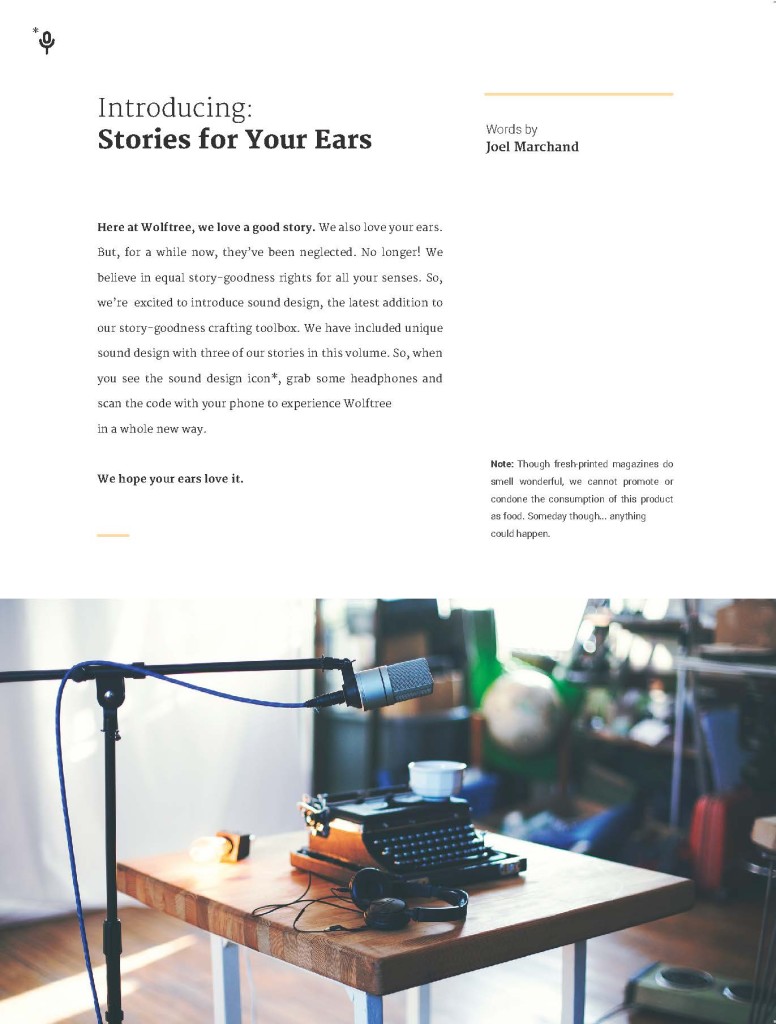 *
Introducing:
Stories for Your Ears
Words by
Joel Marchand
Here at Wolftree, we love a good story. We also love your ears.
But, for a while now, they've been neglected. No longer! We
believe in equal story-goodness rights for all your senses. So,
we're excited to introduce sound design, the latest addition to
our story-goodness crafting toolbox. We have included unique
sound design with three of our stories in this volume. So, when
you see the sound design icon*, grab some headphones and
scan the code with your phone to experience Wolftree
in a whole new way.
We hope your ears love it.
Note: Though fresh-printed magazines do
smell wonderful, we cannot promote or
condone the consumption of this product
as food. Someday though... anything
could happen.